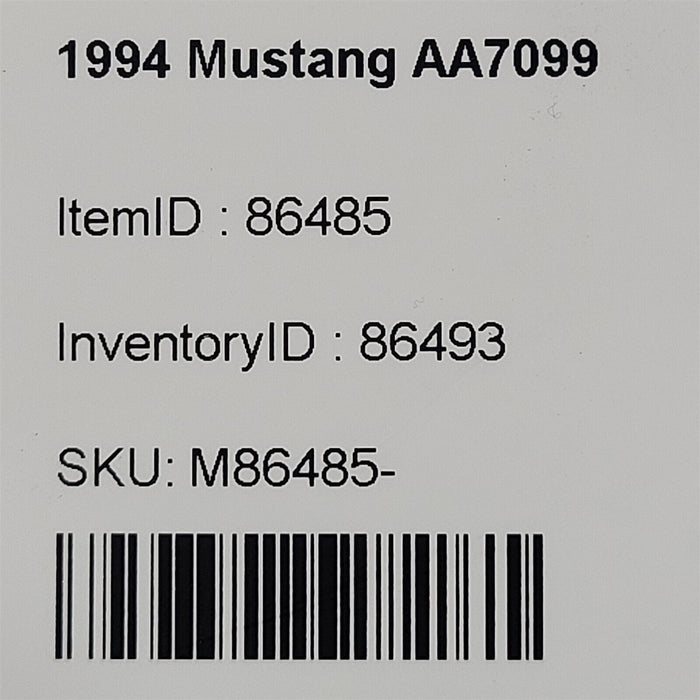 1994 Mustang AA7099
ItemID : 86485
InventoryID : 86493
SKU: M86485-